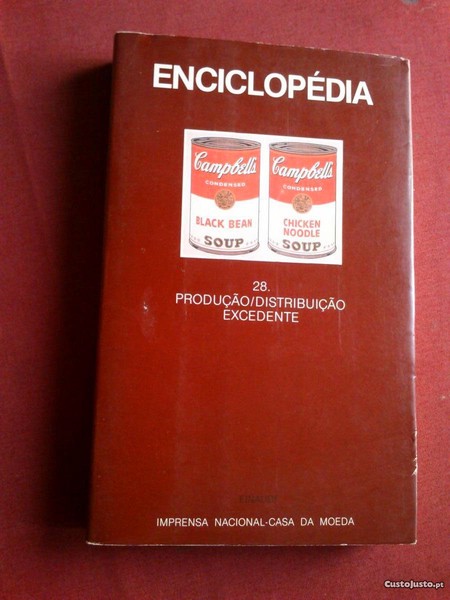 ENCICLOPÉDIA
Campbell's
CONDENSED
BLACK BEAN
SOUP
Campbell's
CONDENSED
CHICKEN
NOODLE
SOUP
28.
PRODUÇÃO/DISTRIBUIÇÃO
EXCEDENTE
EINAUDI
IMPRENSA NACIONAL-CASA DA MOEDA
CustoJusto.pt